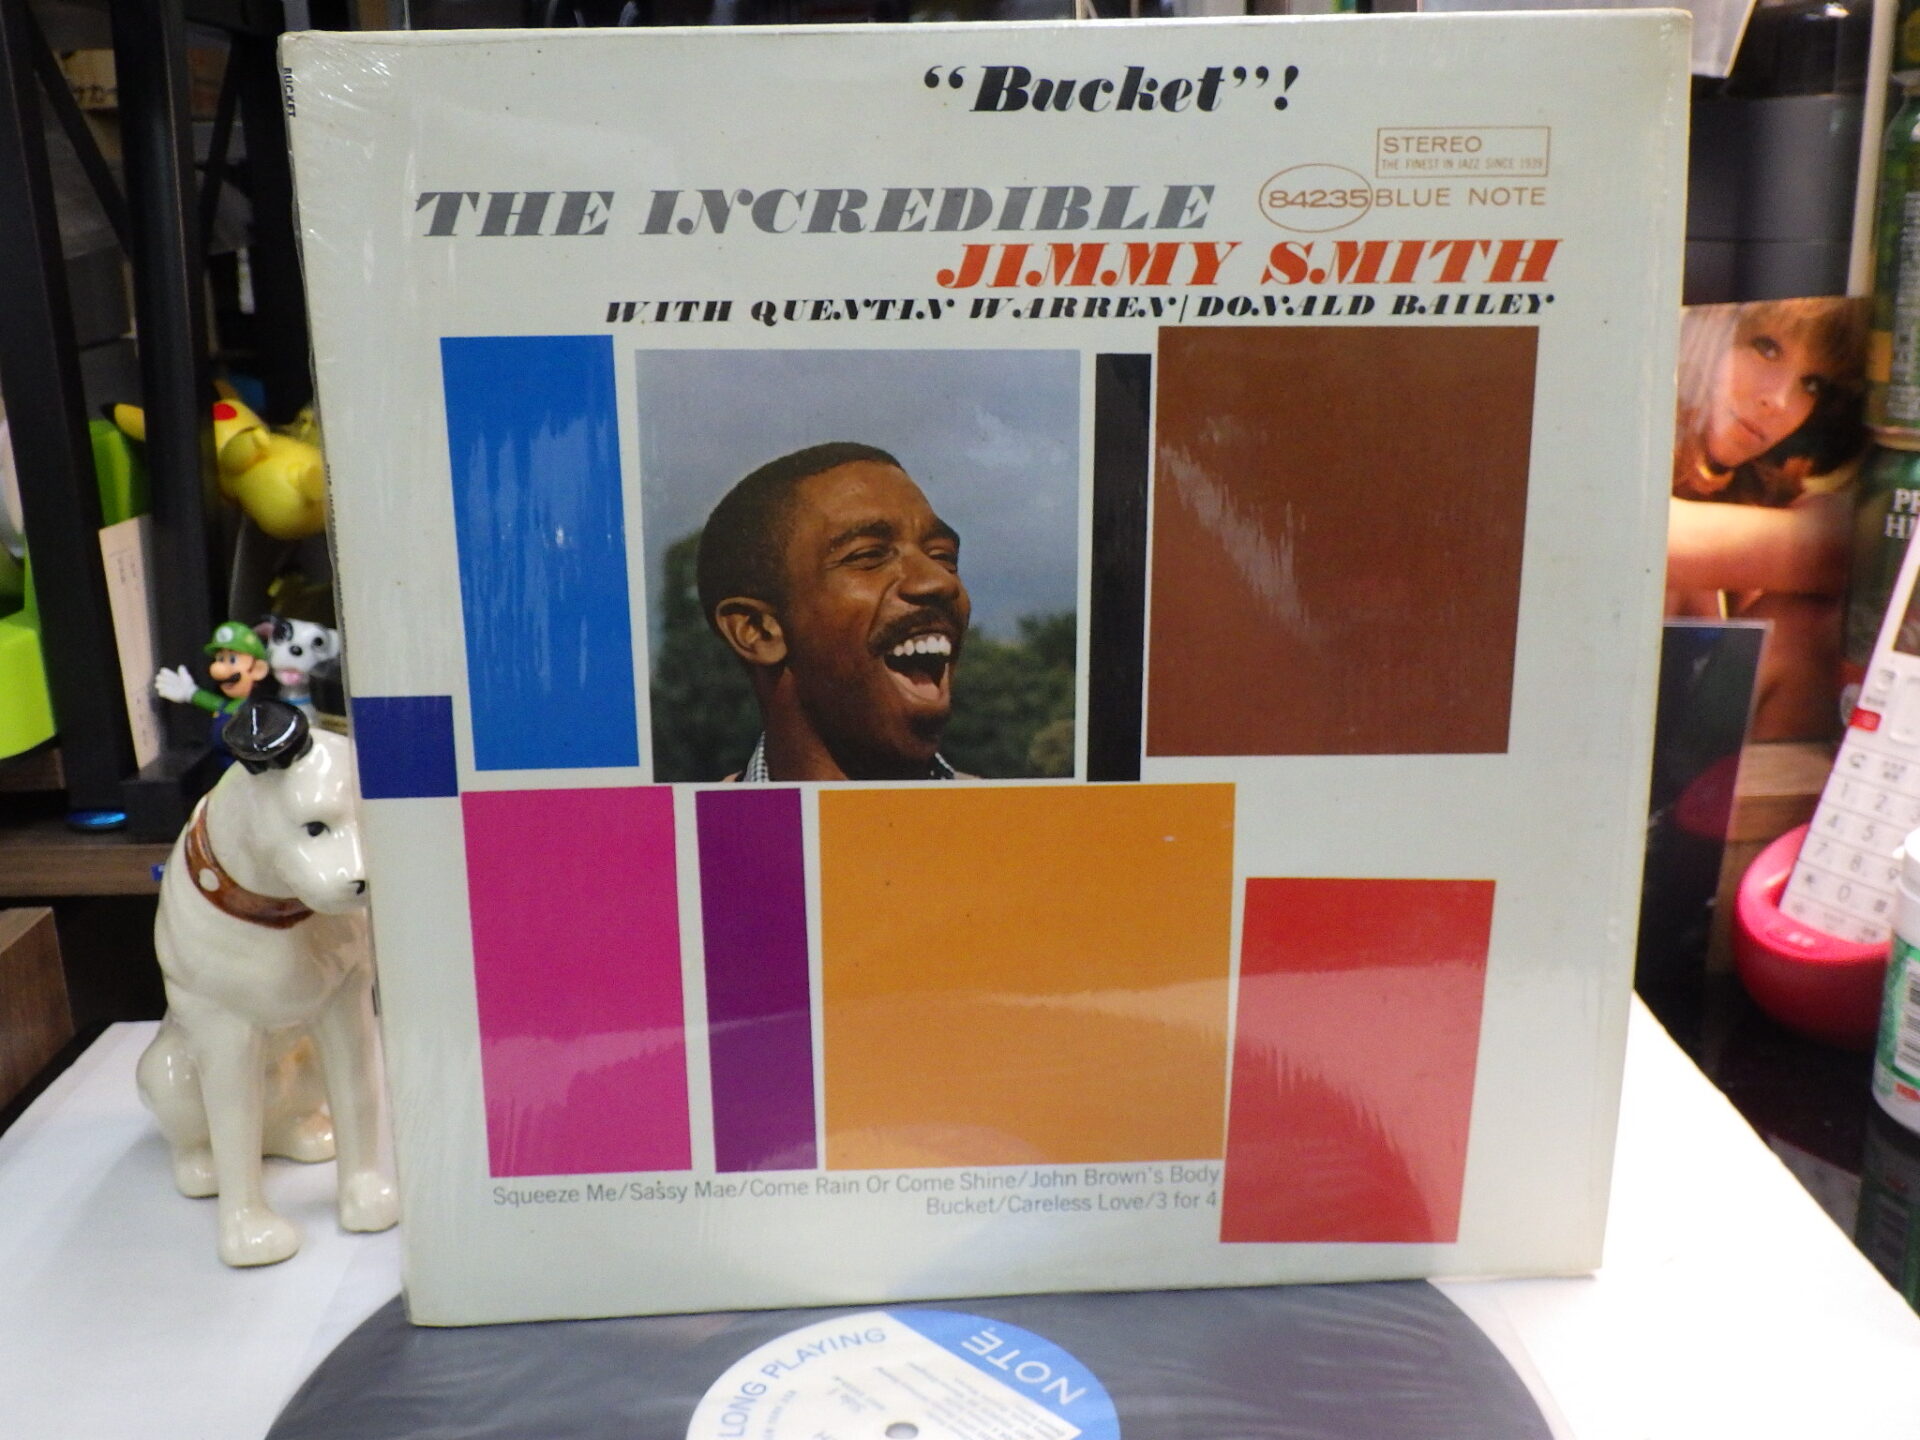 "Bucket"!
STEREO
THE FINEST IN JAZZ SINCE 1939
84235 BLUE NOTE
THE INCREDIBLE
JIMMY SMITH
WITH QUENTIN WARREN/DONALD BAILEY
Squeeze Me/Sassy Mae/Come Rain Or Come Shine/John Brown's Body
Bucket/Careless Love/3 for 4
BUCKET
LONG PLAYING
NOTE